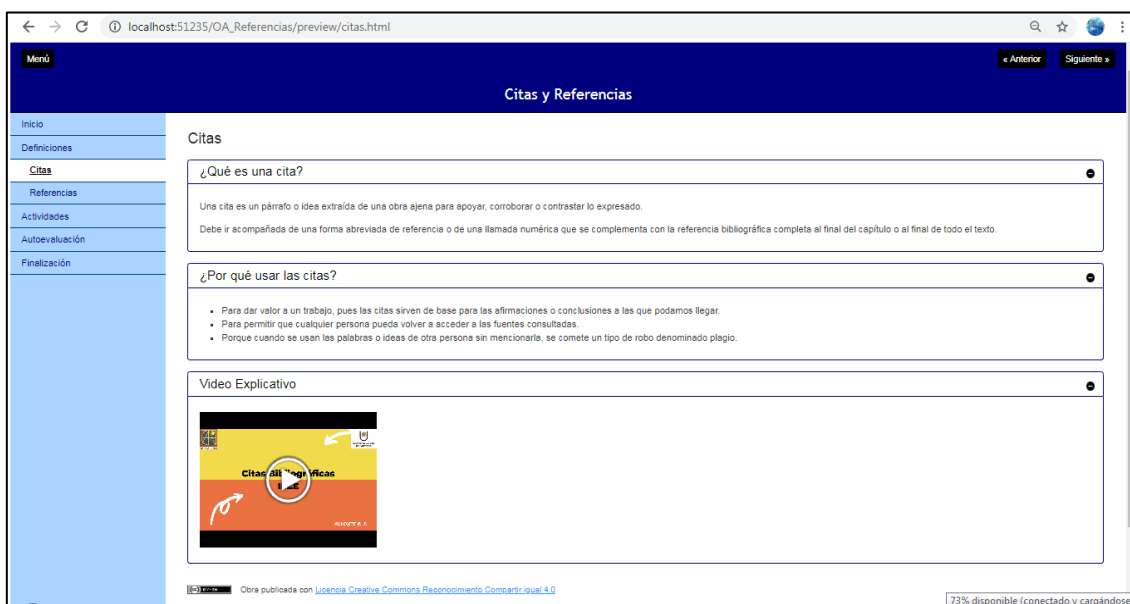 localhost:51235/OA_Referencias/preview/citas.html
Menú
« Anterior
Siguiente »
Citas y Referencias
Inicio
Definiciones
Citas
Referencias
Actividades
Autoevaluación
Finalización
Citas
¿Qué es una cita?
Una cita es un párrafo o idea extraída de una obra ajena para apoyar, corroborar o contrastar lo expresado.
Debe ir acompañada de una forma abreviada de referencia o de una llamada numérica que se complementa con la referencia bibliográfica completa al final del capítulo o al final de todo el texto.
¿Por qué usar las citas?
Para dar valor a un trabajo, pues las citas sirven de base para las afirmaciones o conclusiones a las que podamos llegar.
Para permitir que cualquier persona pueda volver a acceder a las fuentes consultadas.
Porque cuando se usan las palabras o ideas de otra persona sin mencionarla, se comete un tipo de robo denominado plagio.
Video Explicativo
Citas Bibliográficas
Obra publicada con Licencia Creative Commons Reconocimiento Compartir igual 4.0
73% disponible (conectado y cargándose